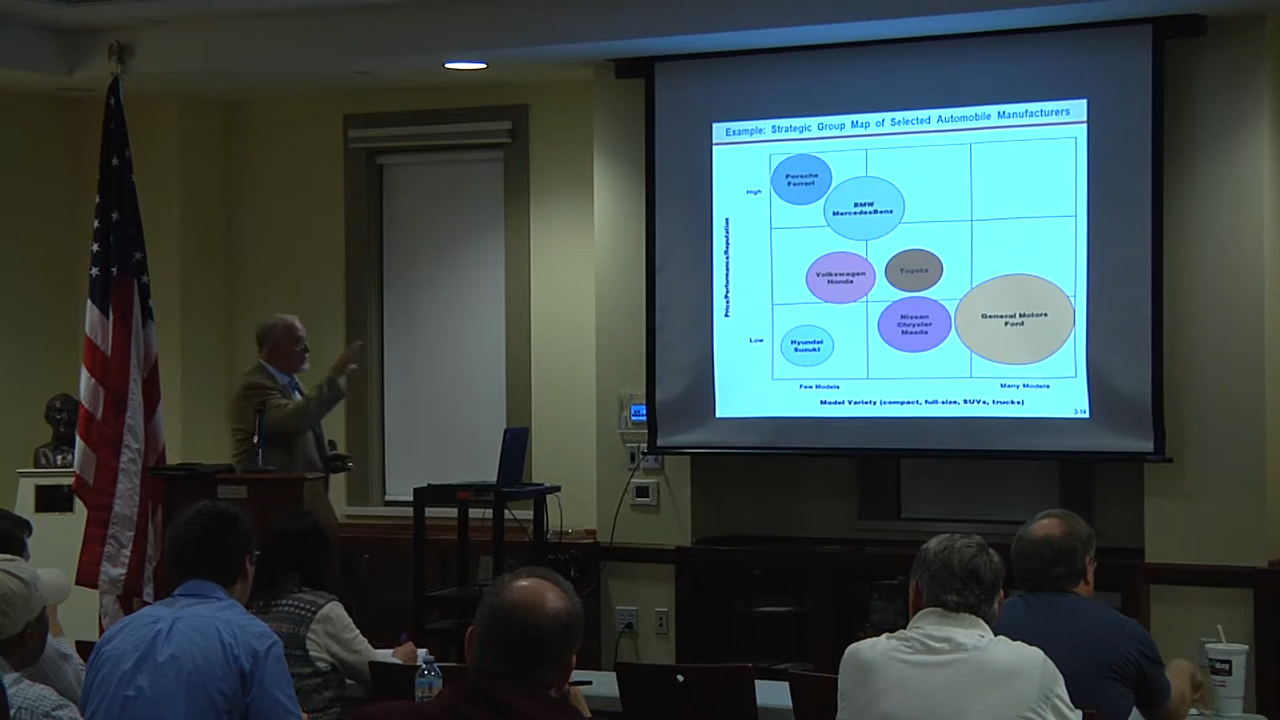 Example: Strategic Group Map of Selected Automobile Manufacturers
High
Porsche
Ferrari
BMW
MercedesBenz
Price/Performance/Reputation
Volkswagen
Honda
Toyota
Nissan
Chrysler
Mazda
General Motors
Ford
Low
Hyundai
Suzuki
Few Models
Many Models
Model Variety (compact, full-size, SUVs, trucks)
3-14